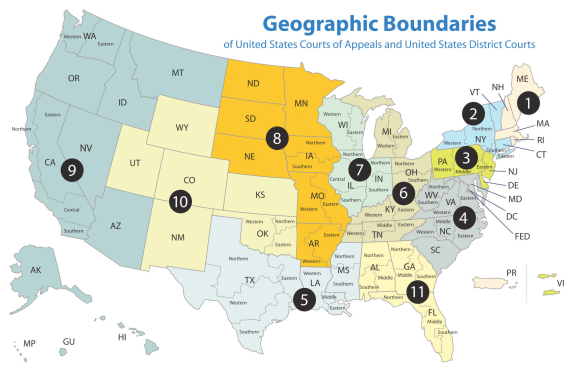 Geographic Boundaries
of United States Courts of Appeals and United States District Courts
Western WA Eastern
OR
ID
MT
Northern
Eastern
CA
NV
9
Central
Southern
AZ
AK
HI
MP
GU
WY
UT
CO
10
NM
KS
Northern
OK
Eastern
Western
ND
SD
NE
MN
8
Northern
IA
Southern
MO
Western
Eastern
Eastern
AR
Western
Northern
TX
Eastern
Western
Southern
Western
LA
Middle
Eastern
5
Northern
MS
Southern
Western
WI
Eastern
7
Northern
Central
IL
Southern
Northern
IN
Southern
Western
MI
Eastern
Northern
OH
Southern
6
Western
KY
Eastern
Western
Middle
Eastern
TN
Northern
AL
Middle
Southern
Northern
GA
Middle
Southern
11
Northern
FL
Middle
Southern
Northern
WV
Southern
Western
VA
Eastern
4
Western
Middle
NC
Eastern
SC
PA
Western
Middle
Eastern
3
Northern
Western
NY
Southern
Eastern
2
VT
NH
ME
1
MA
RI
CT
NJ
DE
MD
DC
FED
PR
VI